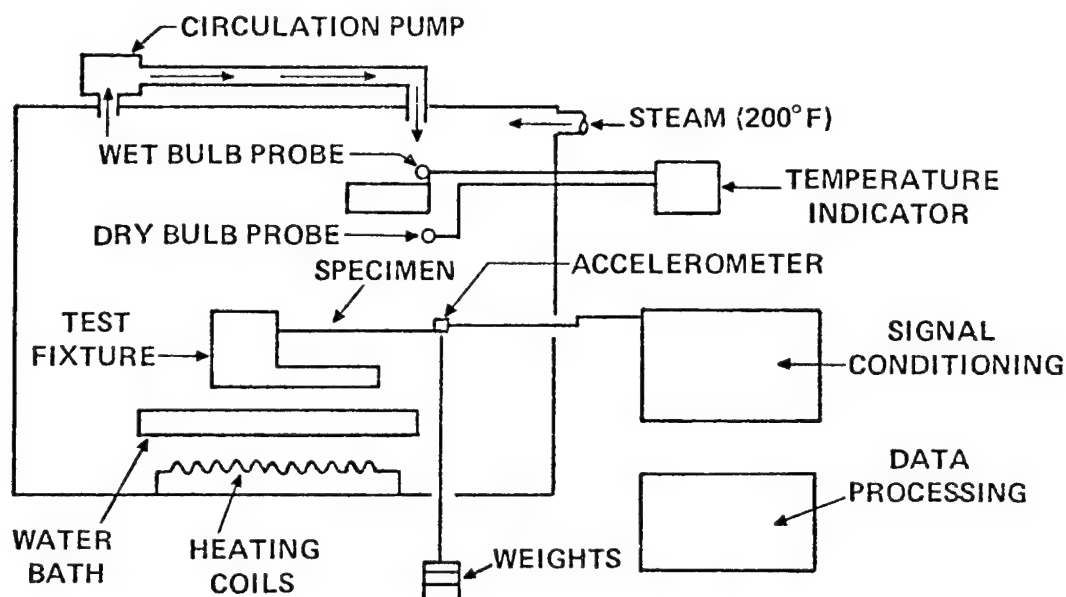 CIRCULATION PUMP
STEAM (200°F)
WET BULB PROBE
TEMPERATURE
INDICATOR
DRY BULB PROBE
SPECIMEN
ACCELEROMETER
TEST
FIXTURE
SIGNAL
CONDITIONING
DATA
PROCESSING
WATER
BATH
HEATING
COILS
WEIGHTS